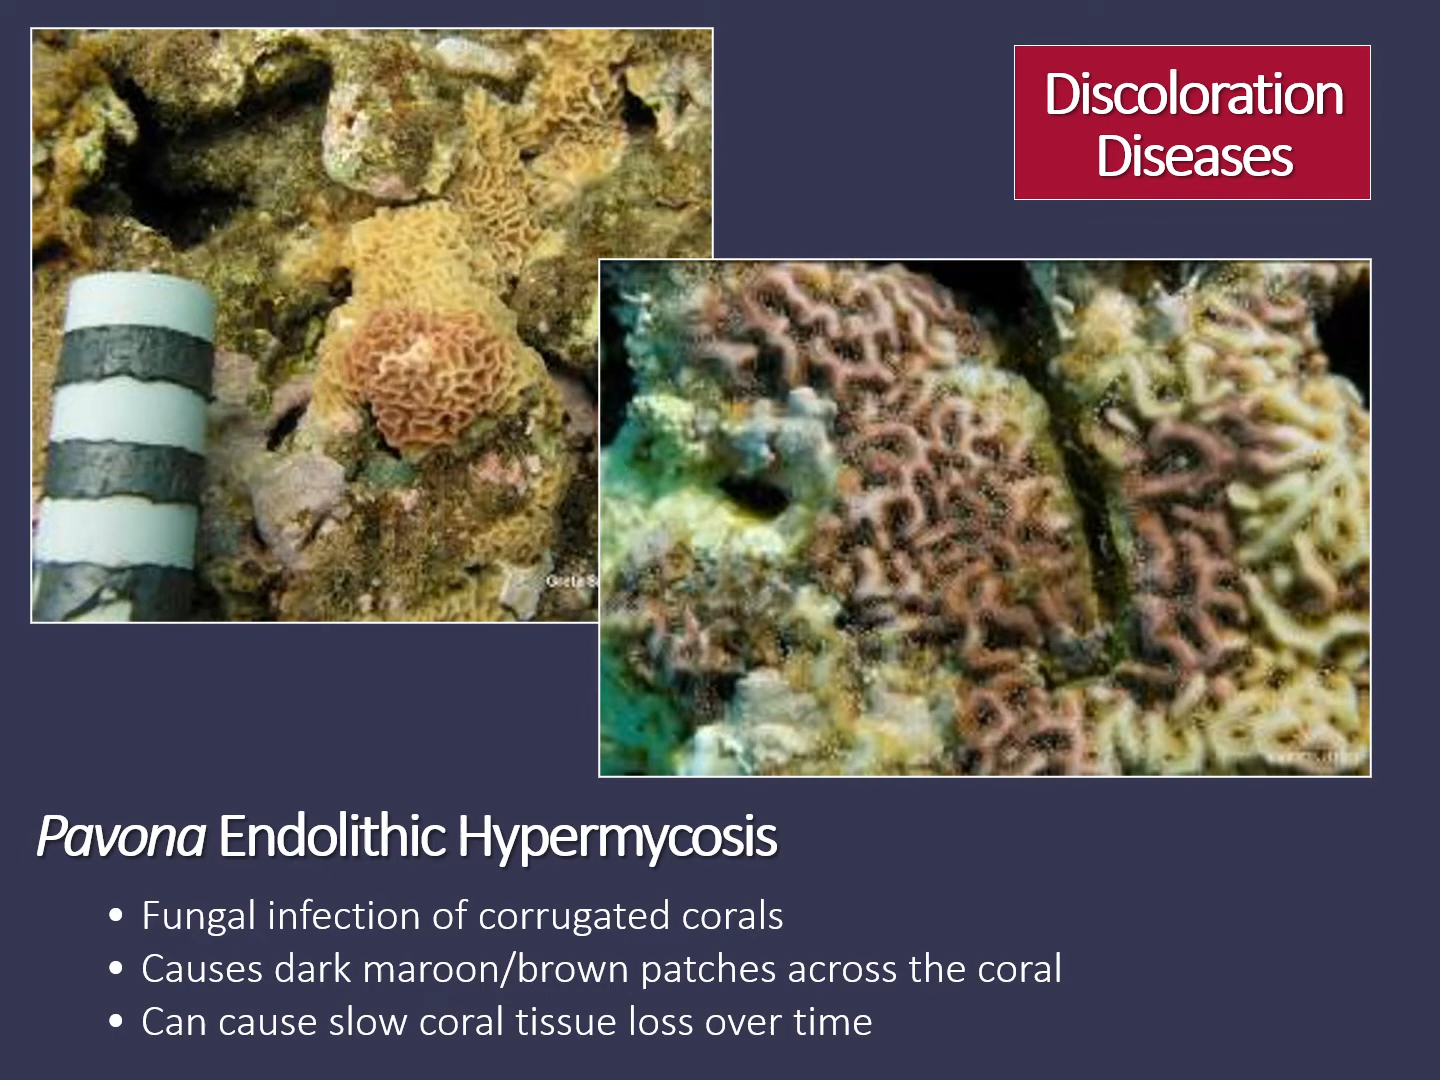 Discoloration
Diseases
Pavona Endolithic Hypermycosis
• Fungal infection of corrugated corals
• Causes dark maroon/brown patches across the coral
• Can cause slow coral tissue loss over time